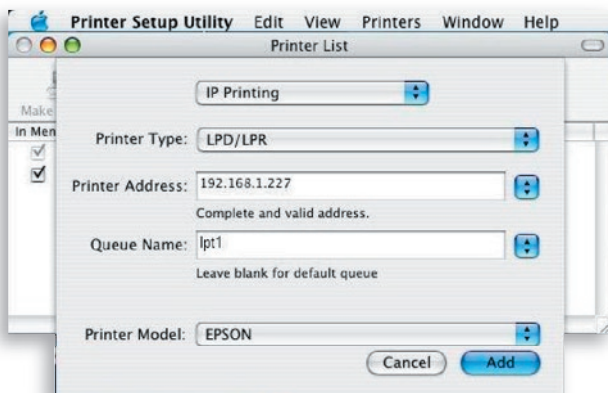 Printer Setup Utility Edit View Printers Window Help
Printer List
Make
In Men
IP Printing
Printer Type: LPD/LPR
Printer Address: 192.168.1.227
Complete and valid address.
Queue Name: lpt1
Leave blank for default queue
Printer Model: EPSON
Cancel Add